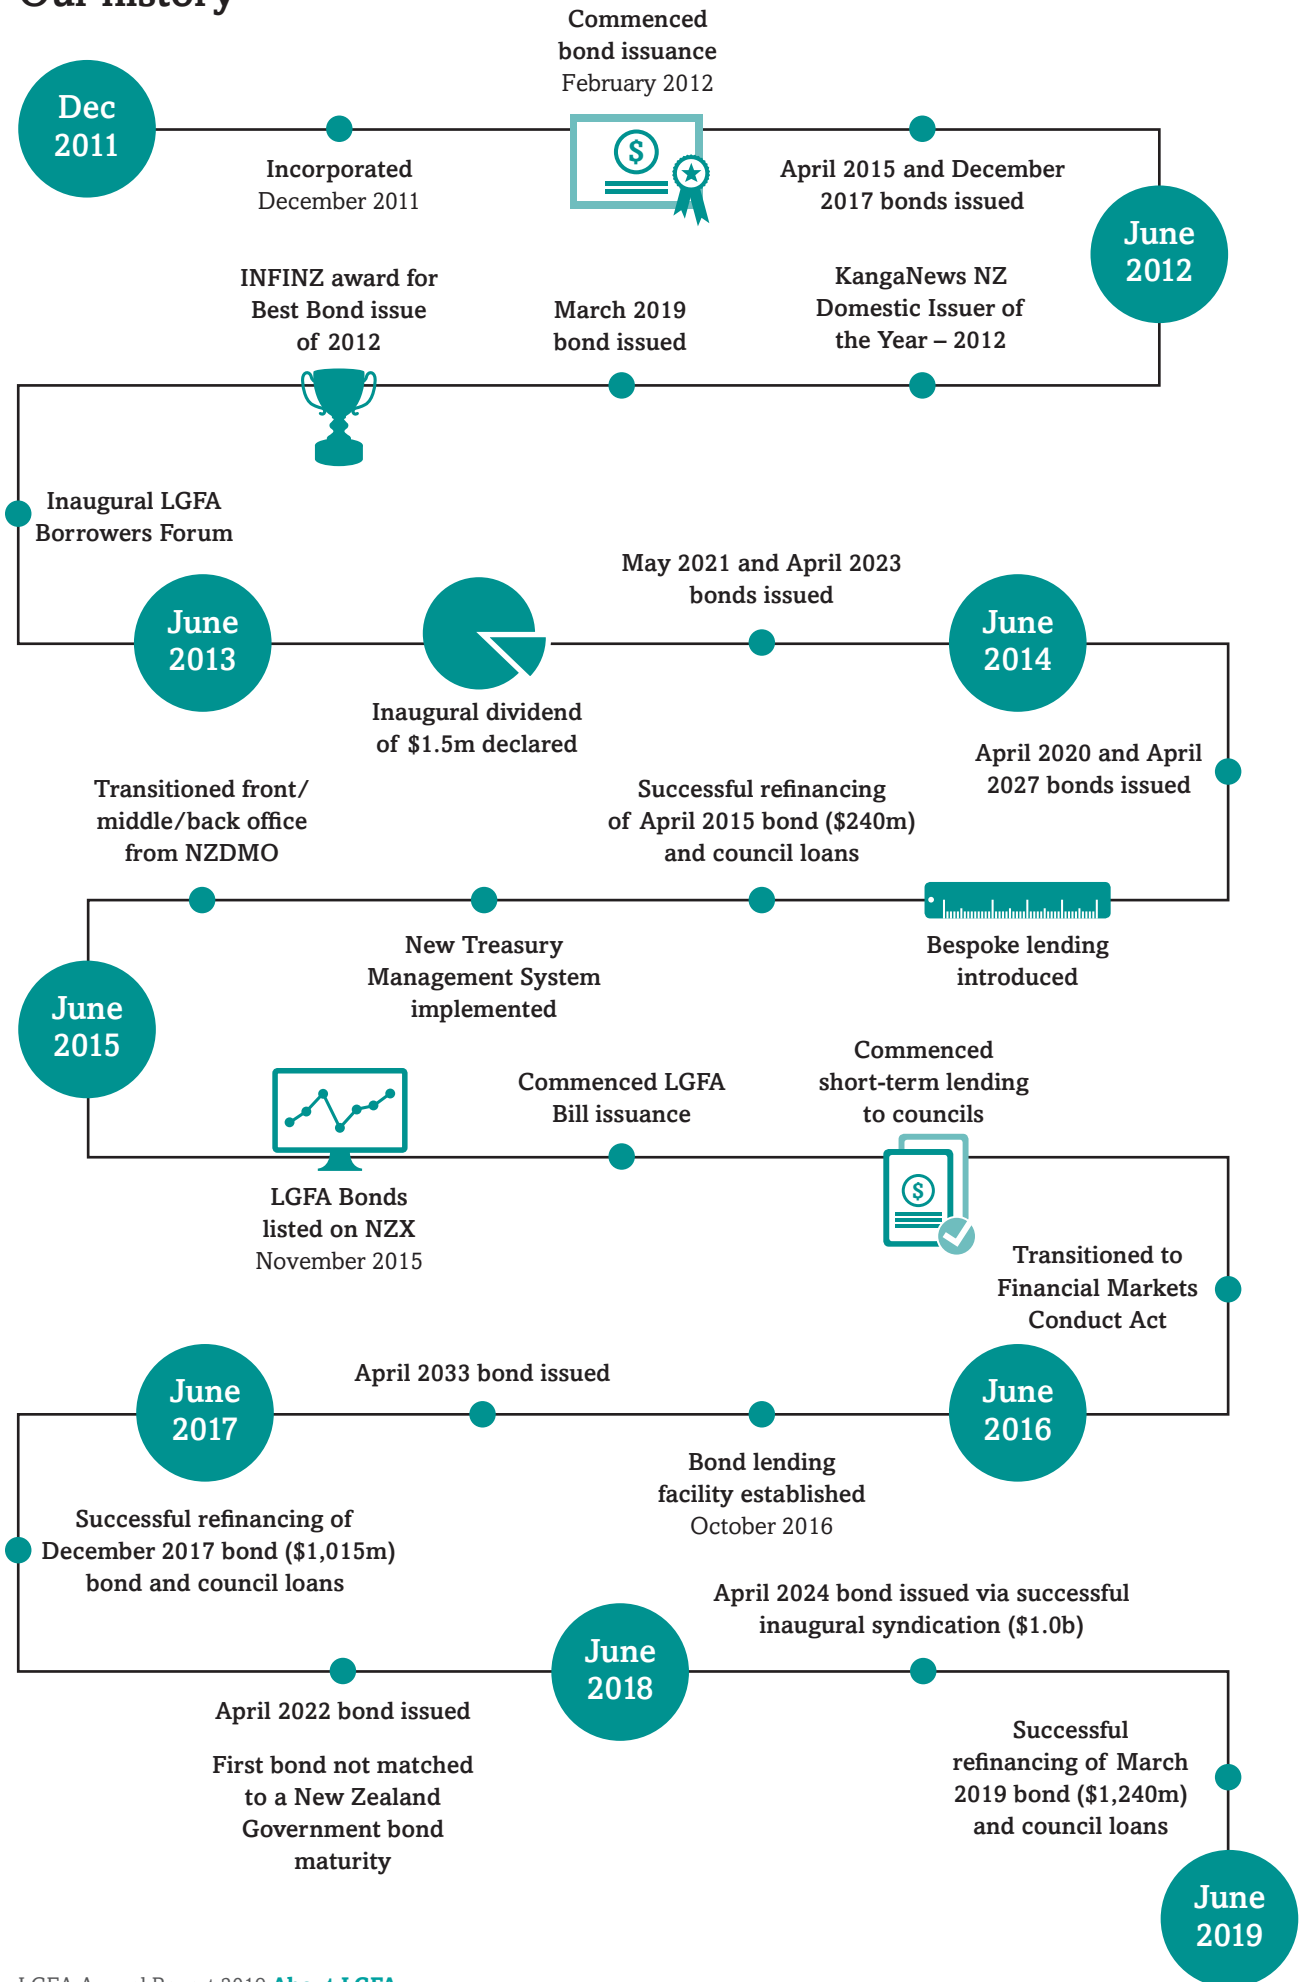 Our history
Dec
2011
Incorporated
December 2011
Commenced
bond issuance
February 2012
$
April 2015 and December
2017 bonds issued
June
2012
KangaNews NZ
Domestic Issuer of
the Year – 2012
March 2019
bond issued
INFINZ award for
Best Bond issue
of 2012
Inaugural LGFA
Borrowers Forum
June
2013
Inaugural dividend
of $1.5m declared
May 2021 and April 2023
bonds issued
June
2014
April 2020 and April
2027 bonds issued
Bespoke lending
introduced
Successful refinancing
of April 2015 bond ($240m)
and council loans
New Treasury
Management System
implemented
Transitioned front/
middle/back office
from NZDMO
June
2015
LGFA Bonds
listed on NZX
November 2015
Commenced LGFA
Bill issuance
Commenced
short-term lending
to councils
$
Transitioned to
Financial Markets
Conduct Act
June
2016
Bond lending
facility established
October 2016
April 2033 bond issued
June
2017
Successful refinancing of
December 2017 bond ($1,015m)
bond and council loans
April 2022 bond issued
First bond not matched
to a New Zealand
Government bond
maturity
June
2018
April 2024 bond issued via successful
inaugural syndication ($1.0b)
Successful
refinancing of March
2019 bond ($1,240m)
and council loans
June
2019
LGFA Annual Report 2019 About LGFA